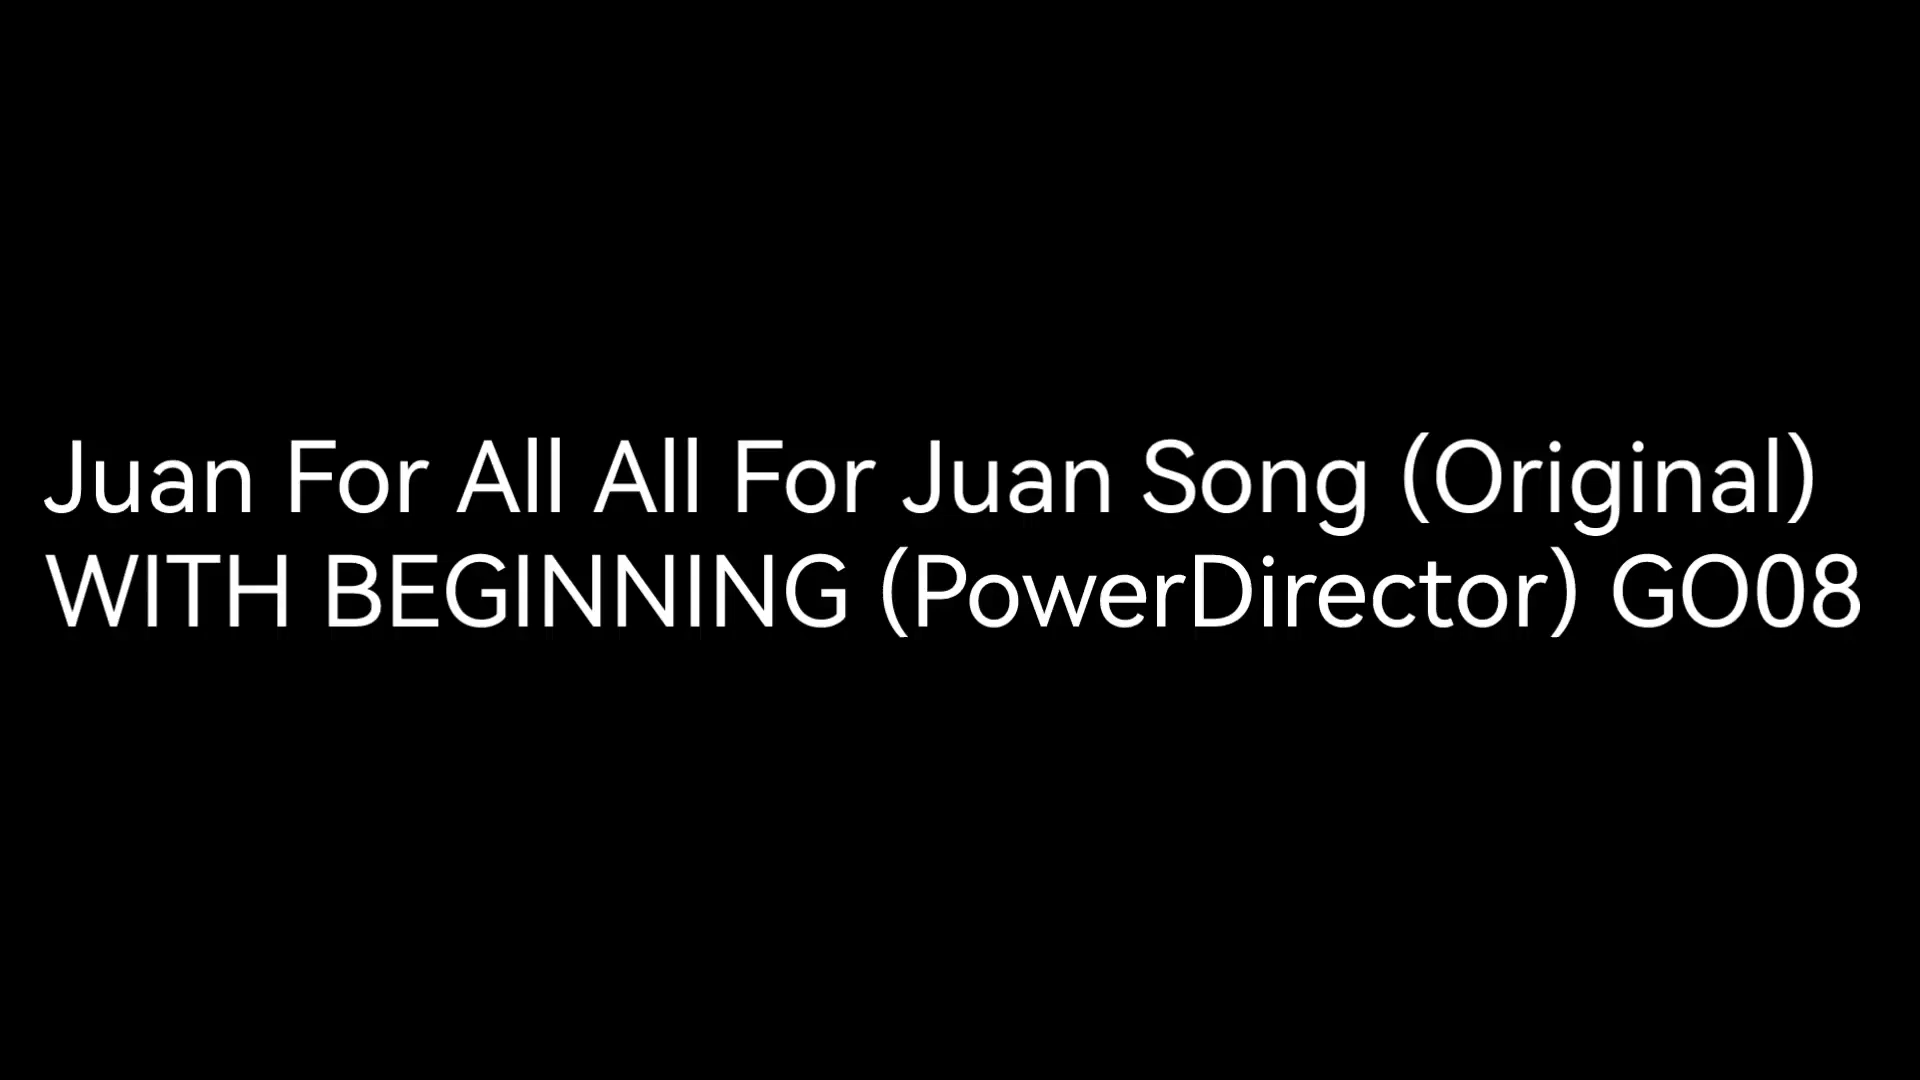 Juan For All All For Juan Song (Original)
WITH BEGINNING (PowerDirector) GO08